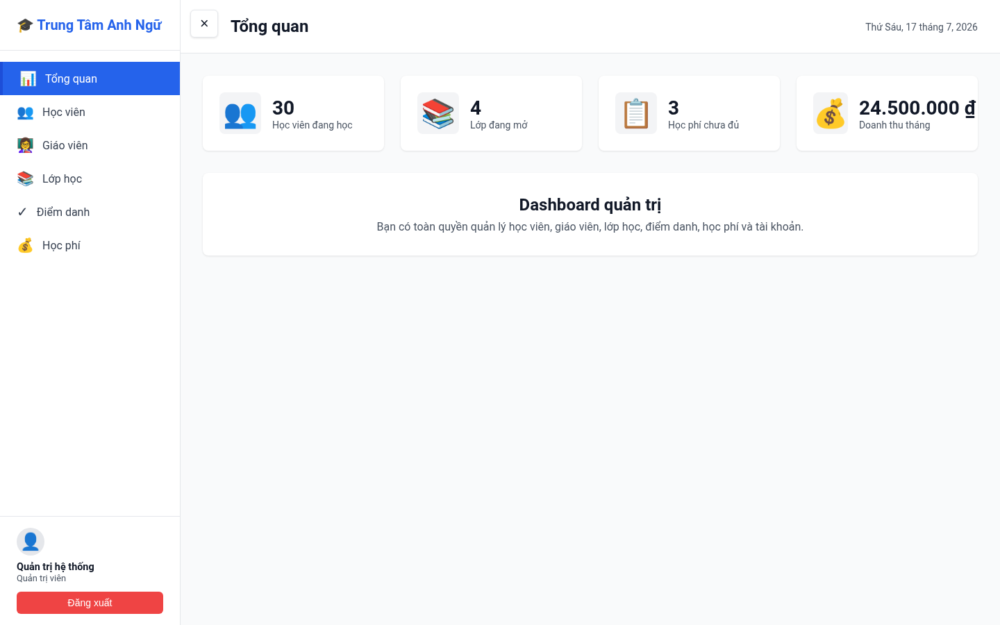 Trung Tâm Anh Ngữ
Tổng quan
Học viên
Giáo viên
Lớp học
✓ Điểm danh
Học phí
Quản trị hệ thống
Quản trị viên
Đăng xuất
×
Tổng quan
Thứ Sáu, 17 tháng 7, 2026
30
Học viên đang học
4
Lớp đang mở
3
Học phí chưa đủ
24.500.000 ₫
Doanh thu tháng
Dashboard quản trị
Bạn có toàn quyền quản lý học viên, giáo viên, lớp học, điểm danh, học phí và tài khoản.